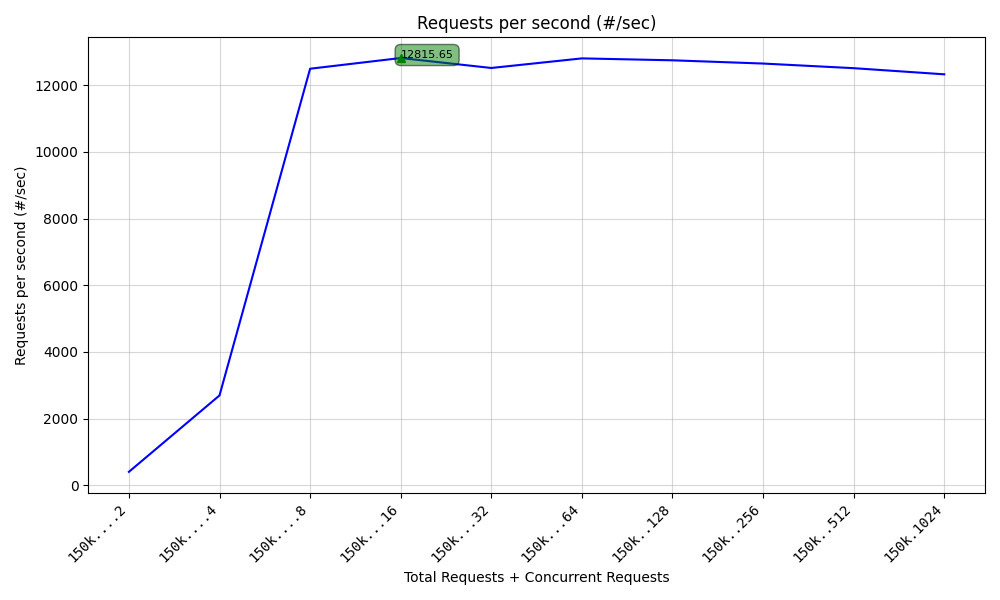 Requests per second (#/sec)
12815.65
12000
10000
8000
6000
4000
2000
0
Requests per second (#/sec)
150k....2
150k....4
150k....8
150k...16
150k...32
150k...64
150k..128
150k..256
150k..512
150k.1024
Total Requests + Concurrent Requests